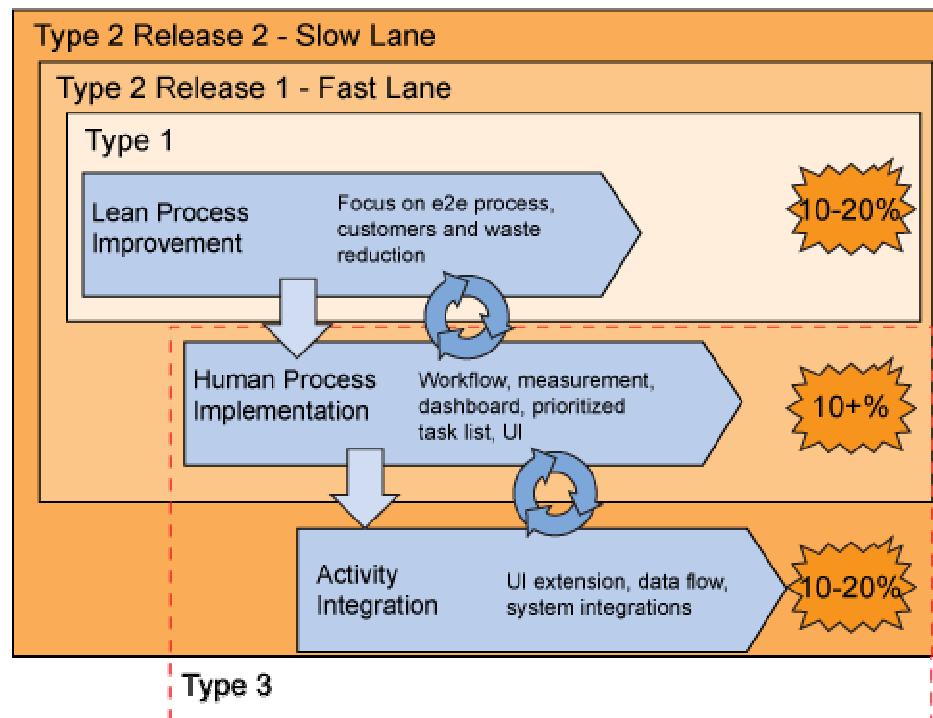 Type 2 Release 2 - Slow Lane
Type 2 Release 1 - Fast Lane
Type 1
Lean Process
Improvement
Focus on e2e process,
customers and waste
reduction
10-20%
Human Process
Implementation
Workflow, measurement,
dashboard, prioritized
task list, UI
10+%
Activity
Integration
UI extension, data flow,
system integrations
10-20%
Type 3